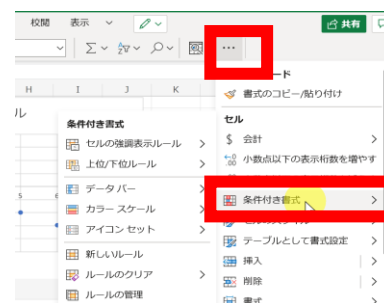 校閲 表示
共有
H I J K
ル
ード
書式のコピー/貼り付け
セル
$ 会計
小数点以下の表示桁数を増やす
条件付き書式
テーブルとして書式設定
挿入
削除
書式
条件付き書式
セルの強調表示ルール
上位/下位ルール
データ バー
カラー スケール
アイコン セット
新しいルール
ルールのクリア
ルールの管理
5